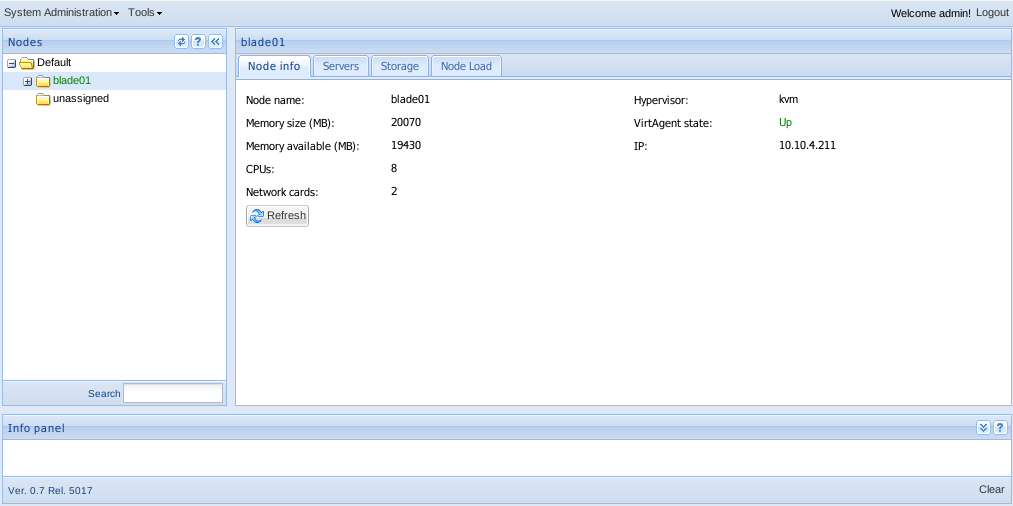 System Administration Tools Welcome admin! Logout
Nodes
Default
blade01
unassigned
Search
blade01
Node info Servers Storage Node Load
Node name: blade01 Hypervisor: kvm
Memory size (MB): 20070 VirtAgent state: Up
Memory available (MB): 19430 IP: 10.10.4.211
CPUs: 8
Network cards: 2
Refresh
Info panel
Ver. 0.7 Rel. 5017 Clear